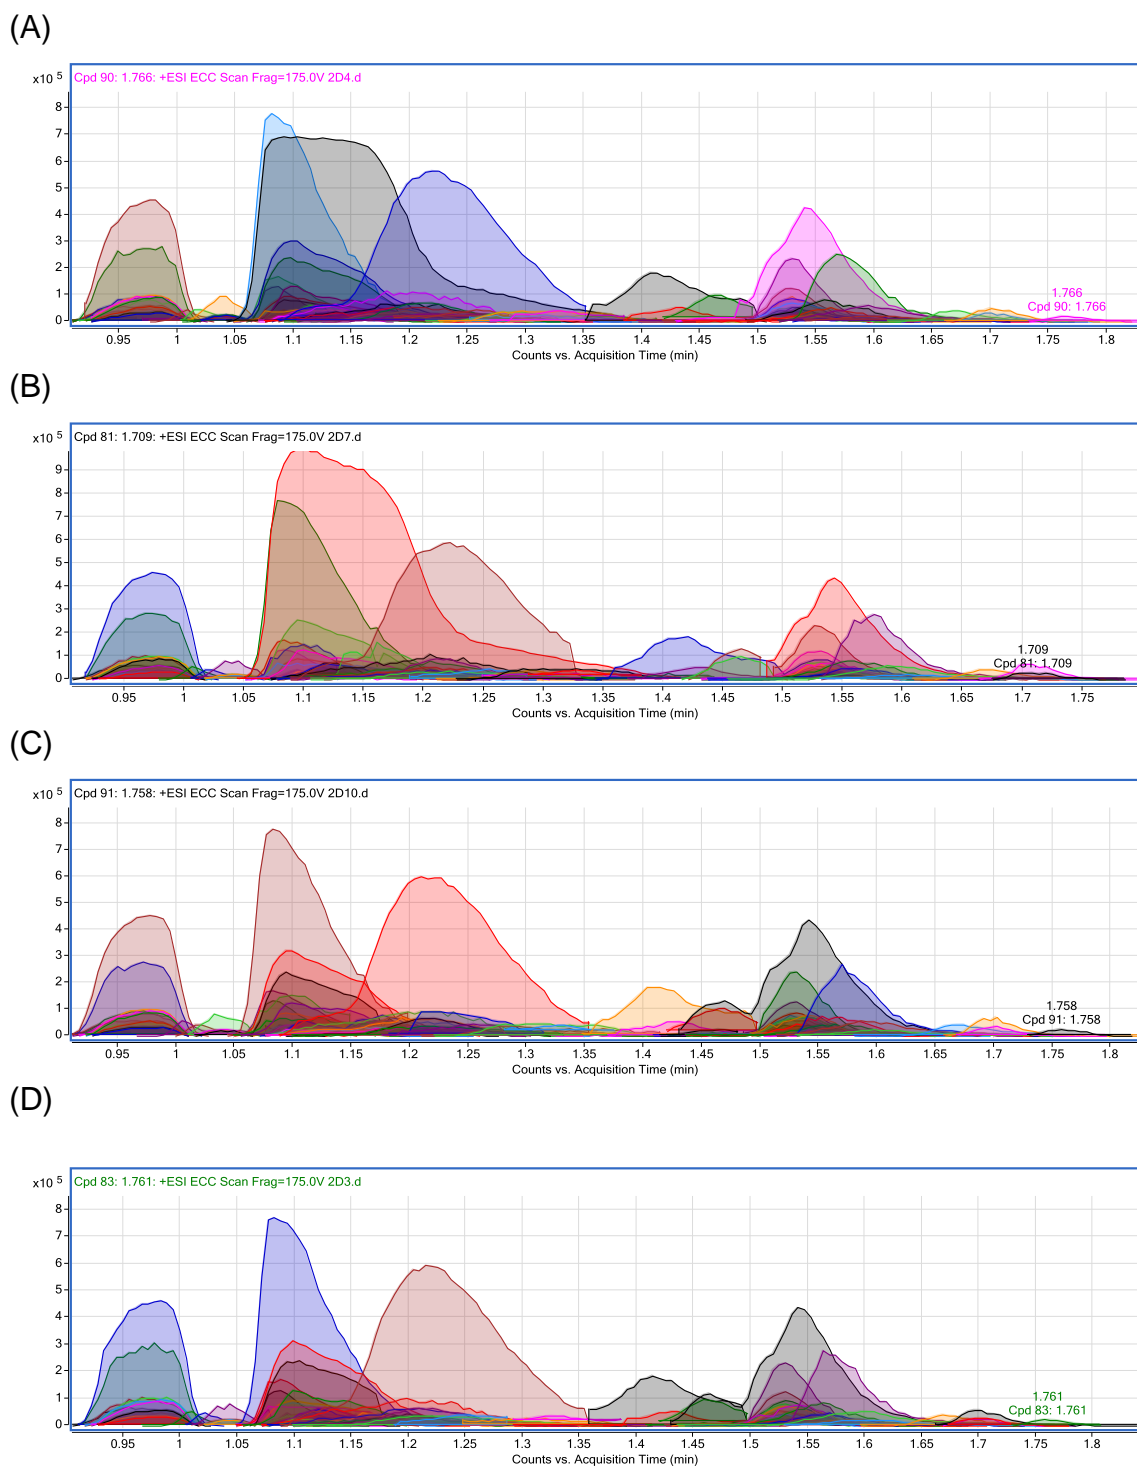 (A)
x10 5
Cpd 90: 1.766: +ESI ECC Scan Frag=175.0V 2D4.d
8
7
6
5
4
3
2
1
0
1.766
Cpd 90: 1.766
0.95 1 1.05 1.1 1.15 1.2 1.25 1.3 1.35 1.4 1.45 1.5 1.55 1.6 1.65 1.7 1.75 1.8
Counts vs. Acquisition Time (min)
(B)
x10 5
Cpd 81: 1.709: +ESI ECC Scan Frag=175.0V 2D7.d
9
8
7
6
5
4
3
2
1
0
1.709
Cpd 81: 1.709
0.95 1 1.05 1.1 1.15 1.2 1.25 1.3 1.35 1.4 1.45 1.5 1.55 1.6 1.65 1.7 1.75
Counts vs. Acquisition Time (min)
(C)
x10 5
Cpd 91: 1.758: +ESI ECC Scan Frag=175.0V 2D10.d
8
7
6
5
4
3
2
1
0
1.758
Cpd 91: 1.758
0.95 1 1.05 1.1 1.15 1.2 1.25 1.3 1.35 1.4 1.45 1.5 1.55 1.6 1.65 1.7 1.75 1.8
Counts vs. Acquisition Time (min)
(D)
x10 5
Cpd 83: 1.761: +ESI ECC Scan Frag=175.0V 2D3.d
8
7
6
5
4
3
2
1
0
1.761
Cpd 83: 1.761
0.95 1 1.05 1.1 1.15 1.2 1.25 1.3 1.35 1.4 1.45 1.5 1.55 1.6 1.65 1.7 1.75 1.8
Counts vs. Acquisition Time (min)